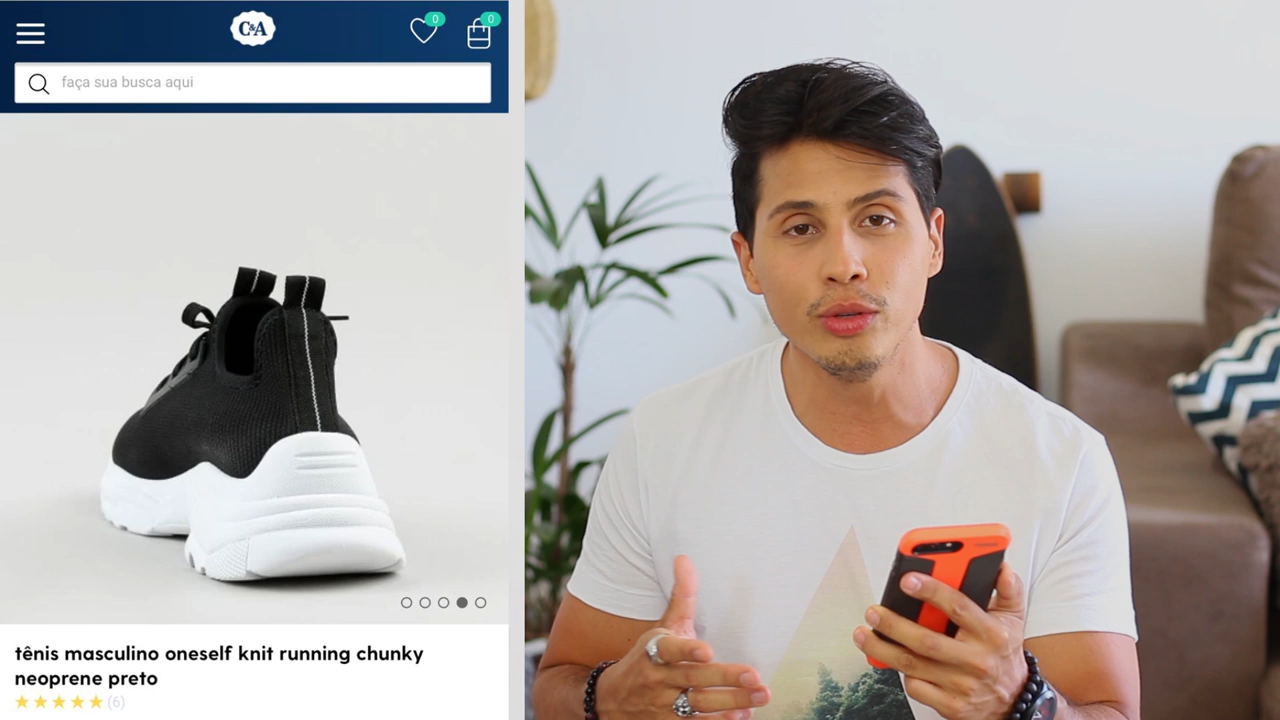 C&A
0
0
faça sua busca aqui
tênis masculino oneself knit running chunky
neoprene preto
(6)